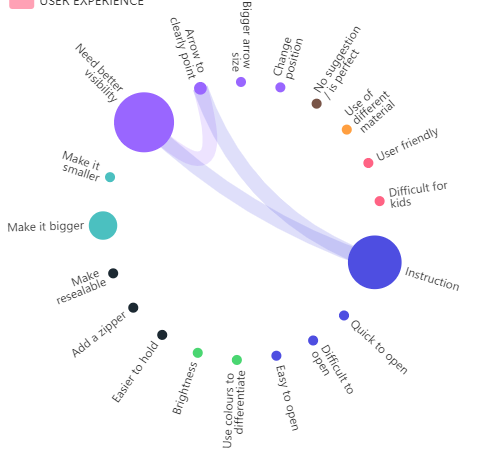 USER EXPERIENCE
Need better
visibility
Arrow to
clearly point
Bigger arrow
size
Change
position
No suggestion
/ is perfect
Use of
different
material
User friendly
Difficult for
kids
Instruction
Quick to open
Difficult to
open
Easy to open
Use colours to
differentiate
Brightness
Easier to hold
Add a zipper
Make
resealable
Make it bigger
Make it
smaller